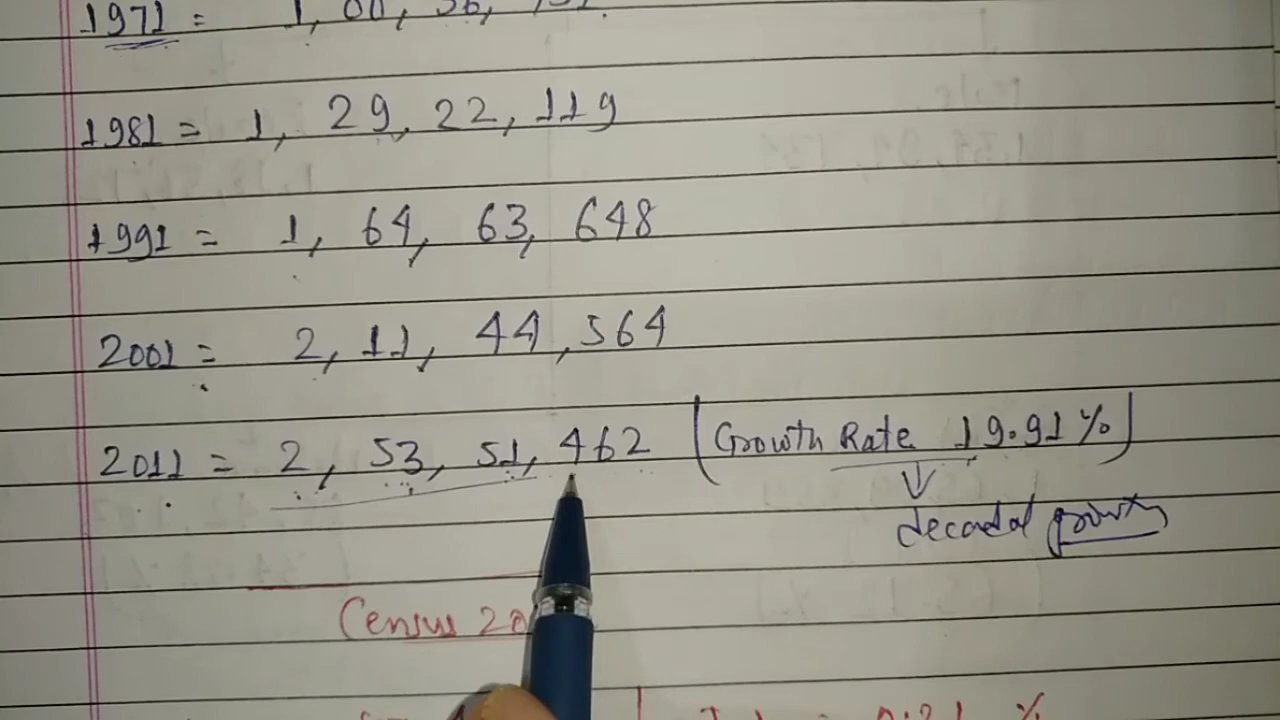 1971 =
1981 = 1, 29, 22, 119
1991 = 1, 64, 63, 648
2001 = 2, 11, 44, 564
2011 = 2, 53, 51, 462 (Growth Rate 19.91%)
decadal growth
Census